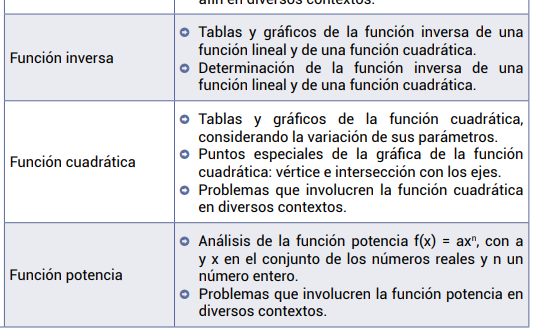 afín en diversos contextos.
Función inversa
Tablas y gráficos de la función inversa de una
función lineal y de una función cuadrática.
Determinación de la función inversa de una
función lineal y de una función cuadrática.
Función cuadrática
Tablas y gráficos de la función cuadrática,
considerando la variación de sus parámetros.
Puntos especiales de la gráfica de la función
cuadrática: vértice e intersección con los ejes.
Problemas que involucren la función cuadrática
en diversos contextos.
Función potencia
Análisis de la función potencia f(x) = axⁿ, con a
y x en el conjunto de los números reales y n un
número entero.
Problemas que involucren la función potencia en
diversos contextos.